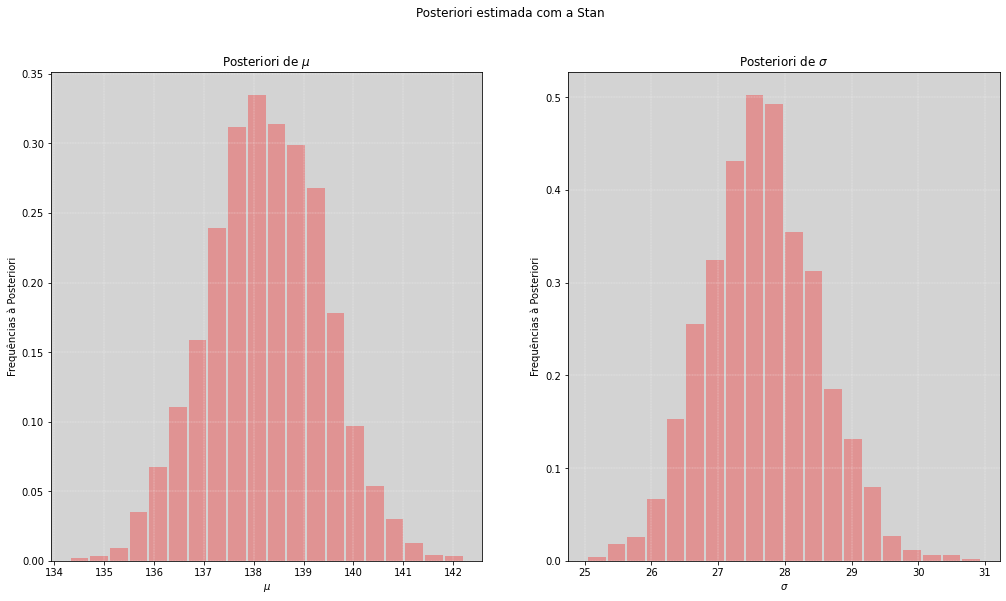 Posteriori estimada com a Stan
Posteriori de μ
Frequências à Posteriori
0.35
0.30
0.25
0.20
0.15
0.10
0.05
0.00
134 135 136 137 138 139 140 141 142
μ
Posteriori de σ
Frequências à Posteriori
0.5
0.4
0.3
0.2
0.1
0.0
25 26 27 28 29 30 31
σ